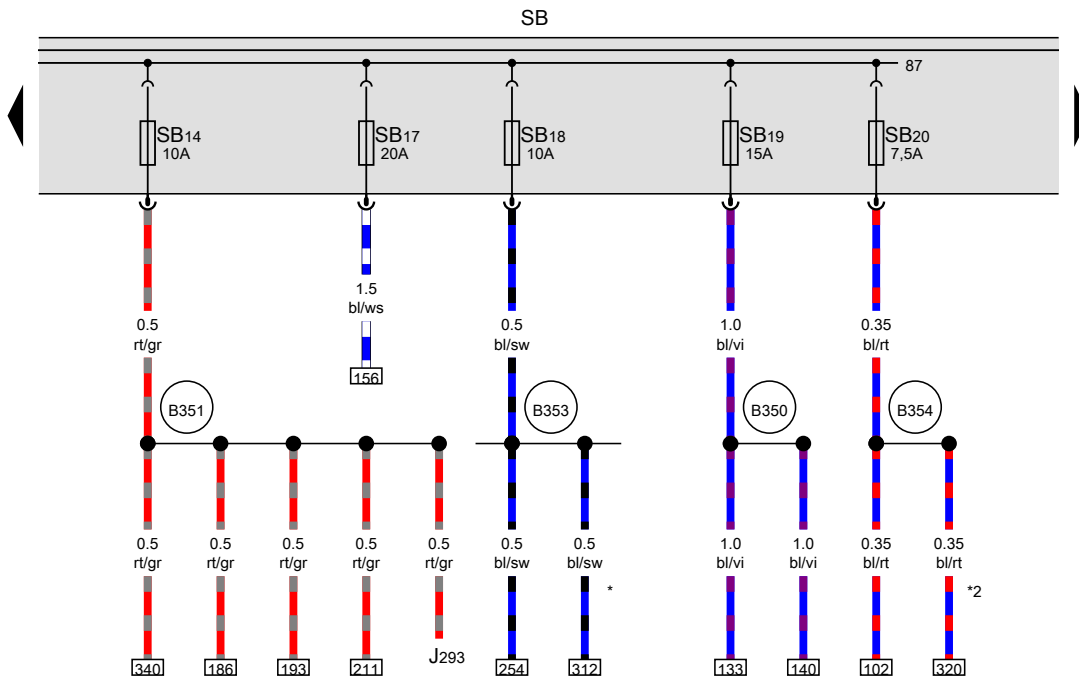 SB
87
SB14 SB17 SB18 SB19 SB20
10A 20A 10A 15A 7,5A
1.5
bl/ws
0.5 0.5 1.0 0.35
rt/gr bl/sw bl/vi bl/rt
156
B351 B353 B350 B354
0.5 0.5 0.5 0.5 0.5 0.5 0.5 1.0 1.0 0.35 0.35
rt/gr rt/gr rt/gr rt/gr rt/gr bl/sw bl/sw bl/vi bl/vi bl/rt bl/rt
* *2
J293
340 186 193 211 254 312 133 140 102 320